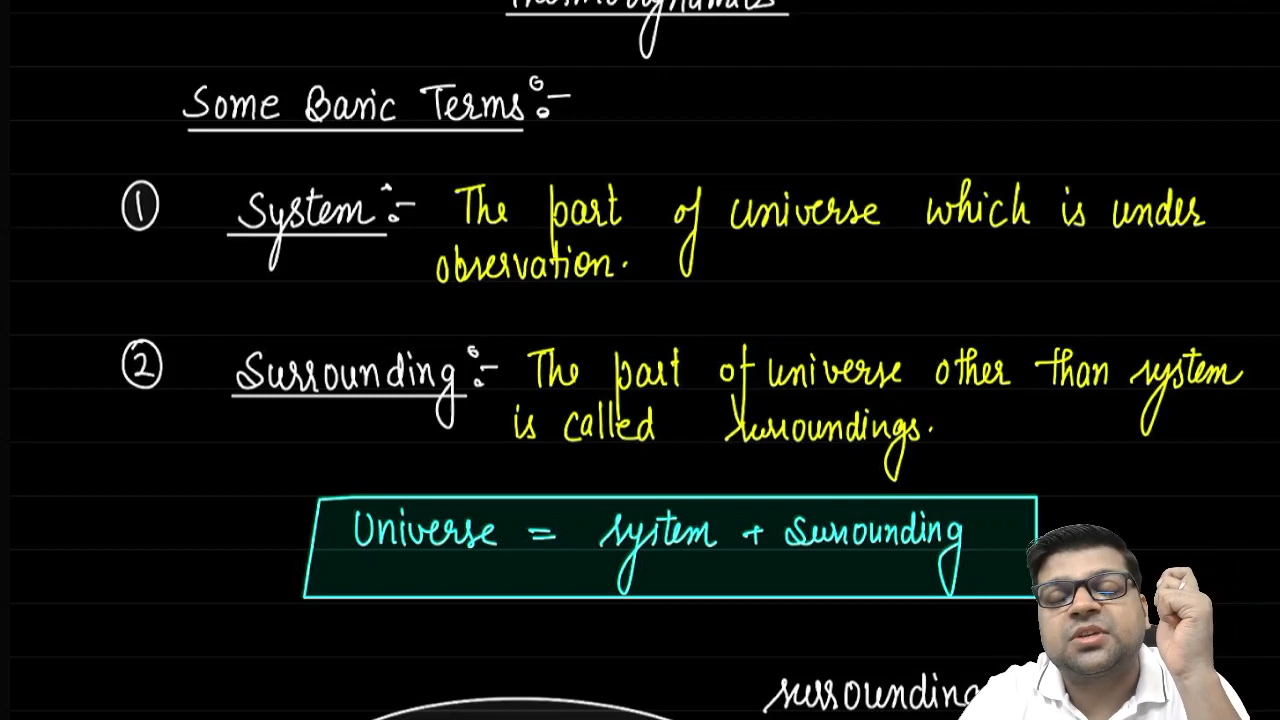 Thermodynamics
Some Basic Terms :-
① System :- The part of universe which is under
observation.
② Surrounding :- The part of universe other than system
is called surroundings.
Universe = system + Surrounding
surrounding